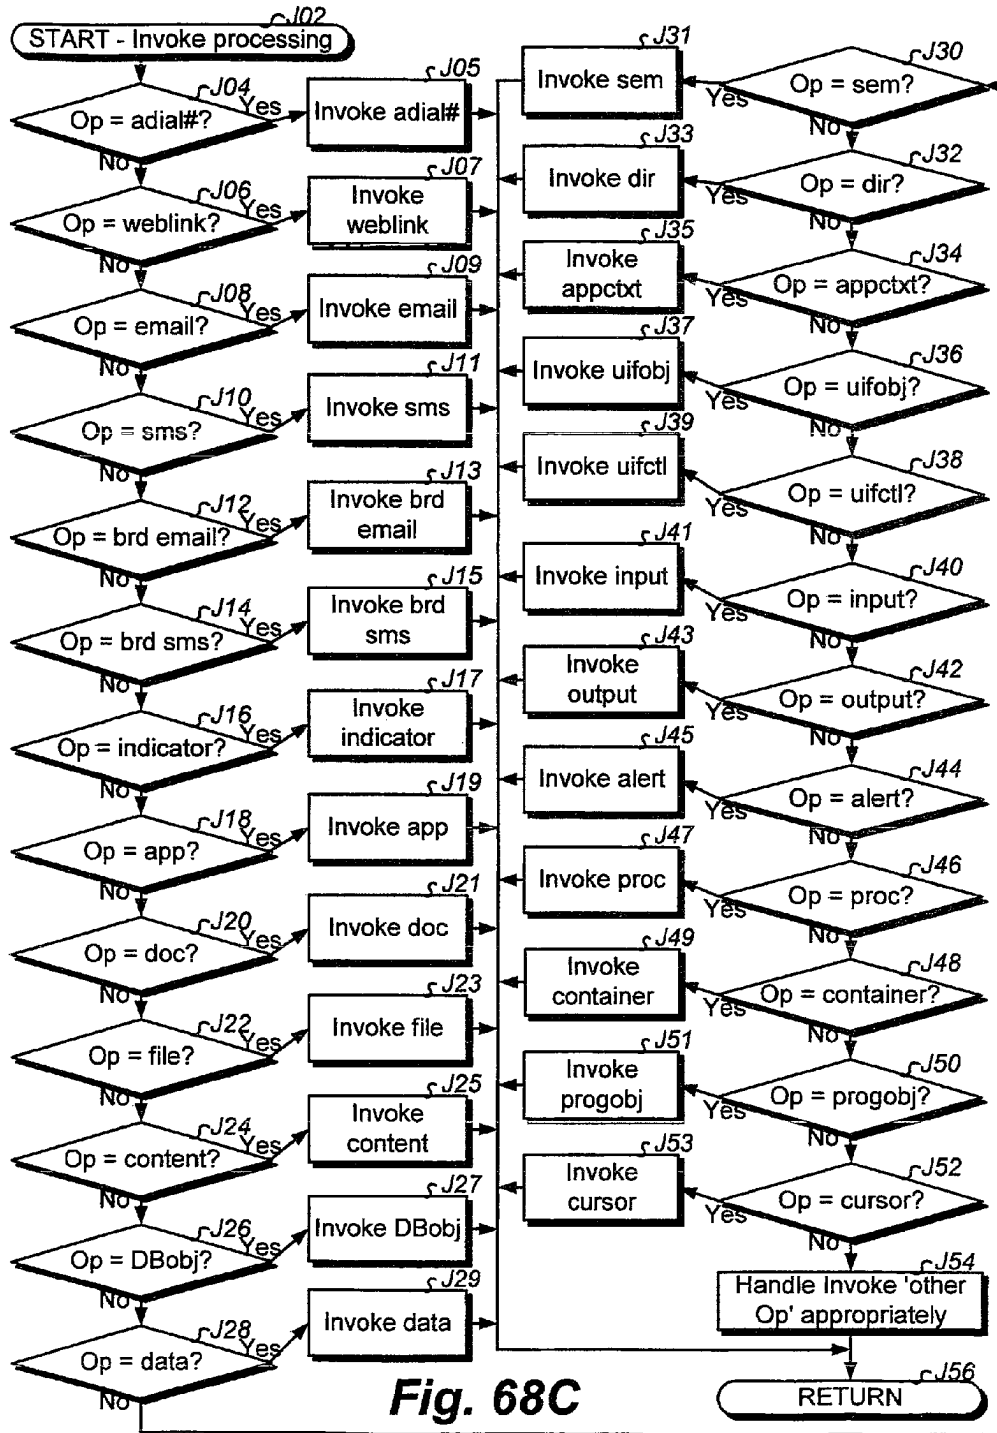 J02
START - Invoke processing
J04
Op = adial#?
Yes
No
J05
Invoke adial#
J06
Op = weblink?
Yes
No
J07
Invoke
weblink
J08
Op = email?
Yes
No
J09
Invoke email
J10
Op = sms?
Yes
No
J11
Invoke sms
J12
Op = brd email?
Yes
No
J13
Invoke brd
email
J14
Op = brd sms?
Yes
No
J15
Invoke brd
sms
J16
Op = indicator?
Yes
No
J17
Invoke
indicator
J18
Op = app?
Yes
No
J19
Invoke app
J20
Op = doc?
Yes
No
J21
Invoke doc
J22
Op = file?
Yes
No
J23
Invoke file
J24
Op = content?
Yes
No
J25
Invoke
content
J26
Op = DBobj?
Yes
No
J27
Invoke DBobj
J28
Op = data?
Yes
No
J29
Invoke data
J30
Op = sem?
Yes
No
J31
Invoke sem
J32
Op = dir?
Yes
No
J33
Invoke dir
J34
Op = appctxt?
Yes
No
J35
Invoke
appctxt
J36
Op = uifobj?
Yes
No
J37
Invoke uifobj
J38
Op = uifctl?
Yes
No
J39
Invoke uifctl
J40
Op = input?
Yes
No
J41
Invoke input
J42
Op = output?
Yes
No
J43
Invoke
output
J44
Op = alert?
Yes
No
J45
Invoke alert
J46
Op = proc?
Yes
No
J47
Invoke proc
J48
Op = container?
Yes
No
J49
Invoke
container
J50
Op = progobj?
Yes
No
J51
Invoke
progobj
J52
Op = cursor?
Yes
No
J53
Invoke
cursor
J54
Handle Invoke 'other
Op' appropriately
J56
RETURN
Fig. 68C